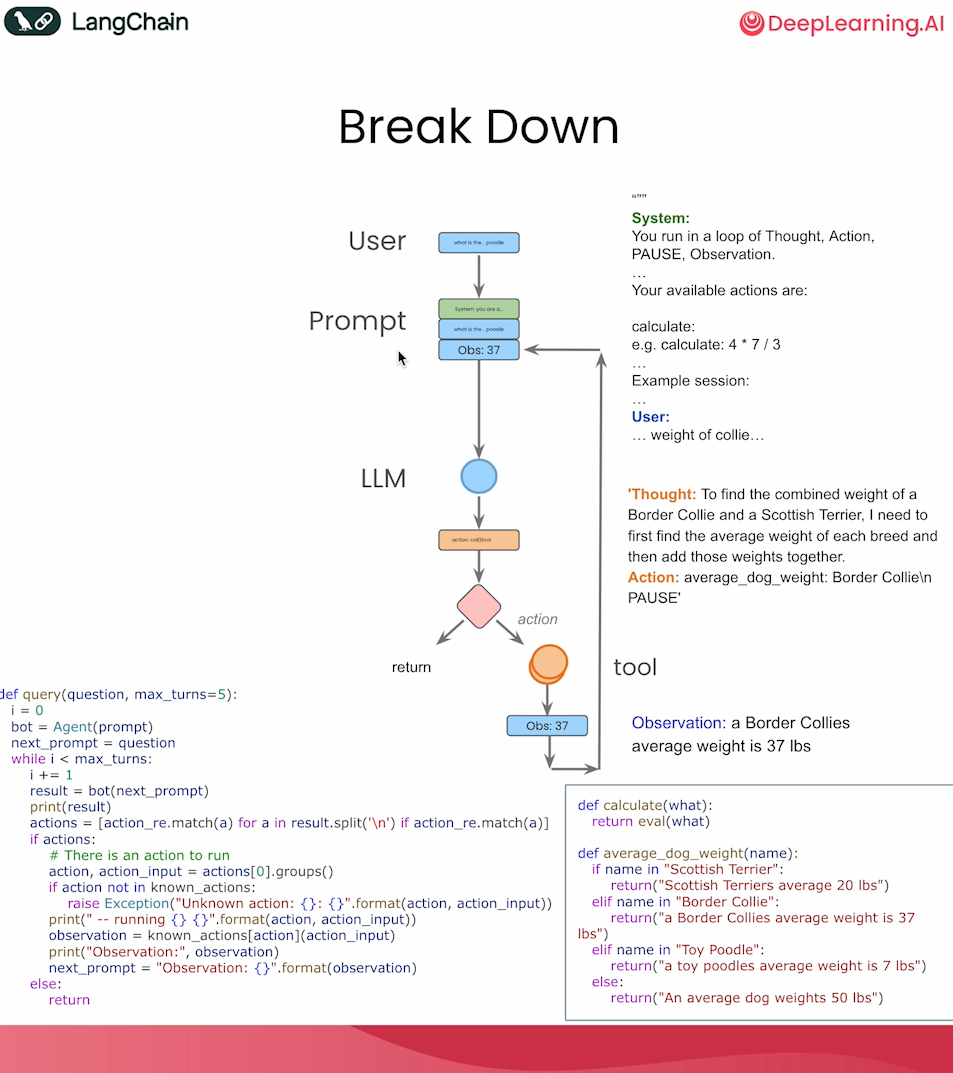 LangChain
DeepLearning.AI
Break Down
User
what is the .. poodle
Prompt
System: you are a...
what is the .. poodle
Obs: 37
LLM
action: call)tool
action
return
tool
Obs: 37
“””
System:
You run in a loop of Thought, Action,
PAUSE, Observation.
…
Your available actions are:
calculate:
e.g. calculate: 4 * 7 / 3
…
Example session:
…
User:
… weight of collie…
'Thought: To find the combined weight of a
Border Collie and a Scottish Terrier, I need to
first find the average weight of each breed and
then add those weights together.
Action: average_dog_weight: Border Collie\n
PAUSE'
Observation: a Border Collies
average weight is 37 lbs
def query(question, max_turns=5):
i = 0
bot = Agent(prompt)
next_prompt = question
while i < max_turns:
i += 1
result = bot(next_prompt)
print(result)
actions = [action_re.match(a) for a in result.split('\n') if action_re.match(a)]
if actions:
# There is an action to run
action, action_input = actions[0].groups()
if action not in known_actions:
raise Exception("Unknown action: {}: {}".format(action, action_input))
print(" -- running {} {}".format(action, action_input))
observation = known_actions[action](action_input)
print("Observation:", observation)
next_prompt = "Observation: {}".format(observation)
else:
return
def calculate(what):
return eval(what)
def average_dog_weight(name):
if name in "Scottish Terrier":
return("Scottish Terriers average 20 lbs")
elif name in "Border Collie":
return("a Border Collies average weight is 37
lbs")
elif name in "Toy Poodle":
return("a toy poodles average weight is 7 lbs")
else:
return("An average dog weights 50 lbs")